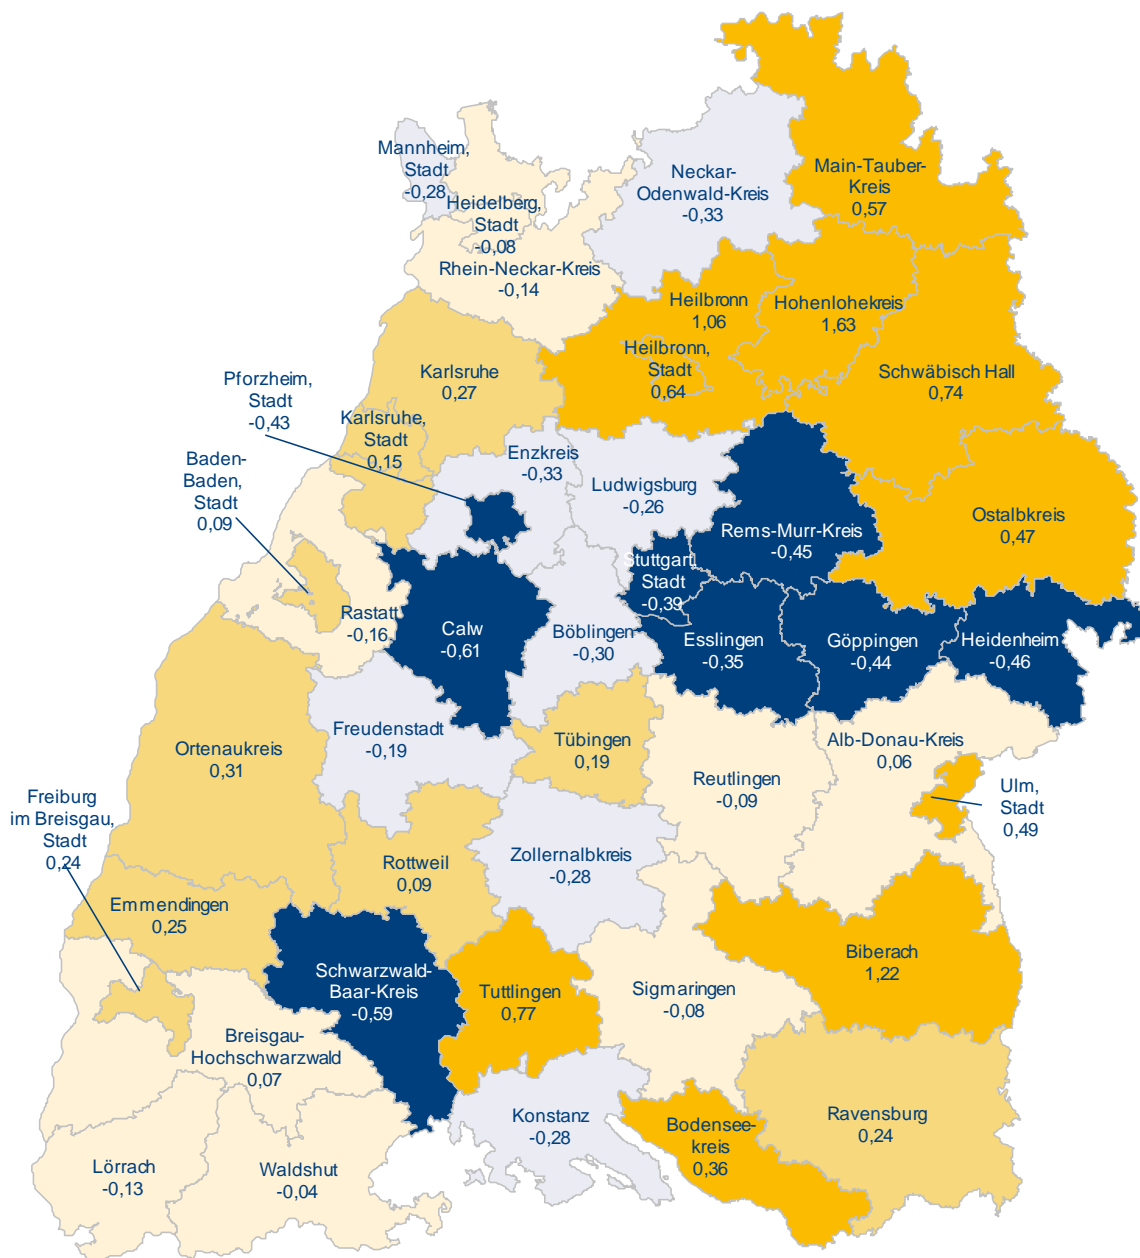 Mannheim,
Stadt
-0,28
Heidelberg,
Stadt
-0,08
Rhein-Neckar-Kreis
-0,14
Neckar-
Odenwald-Kreis
-0,33
Main-Tauber-
Kreis
0,57
Heilbronn
1,06
Hohenlohekreis
1,63
Heilbronn,
Stadt
0,64
Schwäbisch Hall
0,74
Karlsruhe
0,27
Pforzheim,
Stadt
-0,43
Karlsruhe,
Stadt
0,15
Baden-
Baden,
Stadt
0,09
Enzkreis
-0,33
Ludwigsburg
-0,26
Rems-Murr-Kreis
-0,45
Ostalbkreis
0,47
Stuttgart,
Stadt
-0,39
Rastatt
-0,16
Calw
-0,61
Böblingen
-0,30
Esslingen
-0,35
Göppingen
-0,44
Heidenheim
-0,46
Ortenaukreis
0,31
Freudenstadt
-0,19
Tübingen
0,19
Reutlingen
-0,09
Alb-Donau-Kreis
0,06
Ulm,
Stadt
0,49
Freiburg
im Breisgau,
Stadt
0,24
Rottweil
0,09
Zollernalbkreis
-0,28
Emmendingen
0,25
Biberach
1,22
Schwarzwald-
Baar-Kreis
-0,59
Tuttlingen
0,77
Sigmaringen
-0,08
Breisgau-
Hochschwarzwald
0,07
Konstanz
-0,28
Bodensee-
kreis
0,36
Ravensburg
0,24
Lörrach
-0,13
Waldshut
-0,04